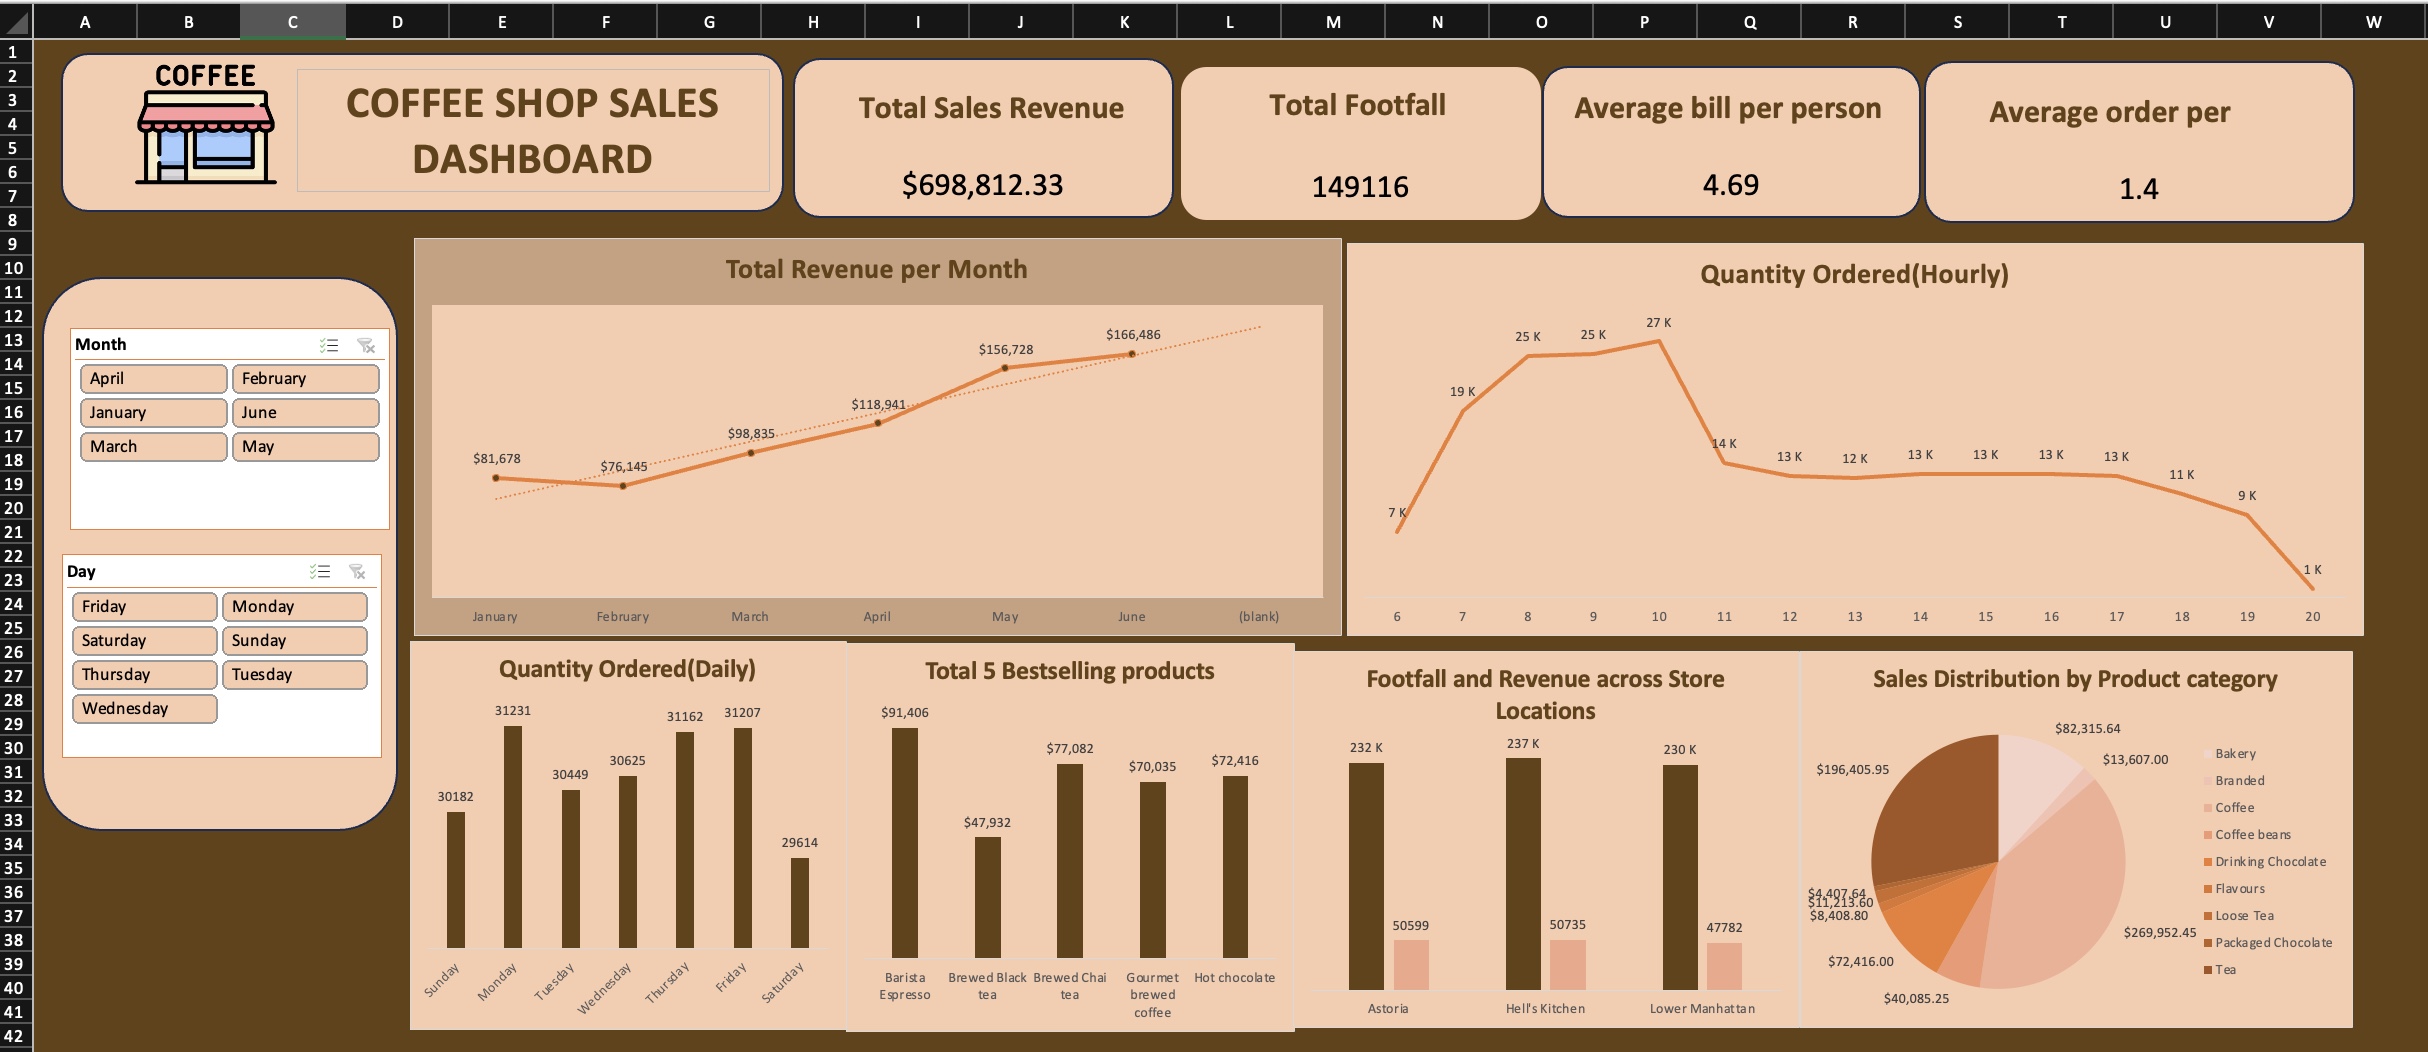 A B C D E F G H I J K L M N O P Q R S T U V W
1
2
3
4
5
6
7
8
9
10
11
12
13
14
15
16
17
18
19
20
21
22
23
24
25
26
27
28
29
30
31
32
33
34
35
36
37
38
39
40
41
42
COFFEE
COFFEE SHOP SALES
DASHBOARD
Total Sales Revenue
$698,812.33
Total Footfall
149116
Average bill per person
4.69
Average order per
1.4
Month
April February
January June
March May
Day
Friday Monday
Saturday Sunday
Thursday Tuesday
Wednesday
Total Revenue per Month
$81,678 $76,145 $98,835 $118,941 $156,728 $166,486
January February March April May June (blank)
Quantity Ordered(Hourly)
7 K 19 K 25 K 25 K 27 K 14 K 13 K 12 K 13 K 13 K 13 K 13 K 11 K 9 K 1 K
6 7 8 9 10 11 12 13 14 15 16 17 18 19 20
Quantity Ordered(Daily)
30182 31231 30449 30625 31162 31207 29614
Sunday Monday Tuesday Wednesday Thursday Friday Saturday
Total 5 Bestselling products
$91,406 $47,932 $77,082 $70,035 $72,416
Barista
Espresso
Brewed Black
tea
Brewed Chai
tea
Gourmet
brewed
coffee
Hot chocolate
Footfall and Revenue across Store
Locations
232 K 50599 237 K 50735 230 K 47782
Astoria Hell's Kitchen Lower Manhattan
Sales Distribution by Product category
$82,315.64
$13,607.00
$269,952.45
$40,085.25
$72,416.00
$8,408.80
$11,213.60
$4,407.64
$196,405.95
Bakery
Branded
Coffee
Coffee beans
Drinking Chocolate
Flavours
Loose Tea
Packaged Chocolate
Tea